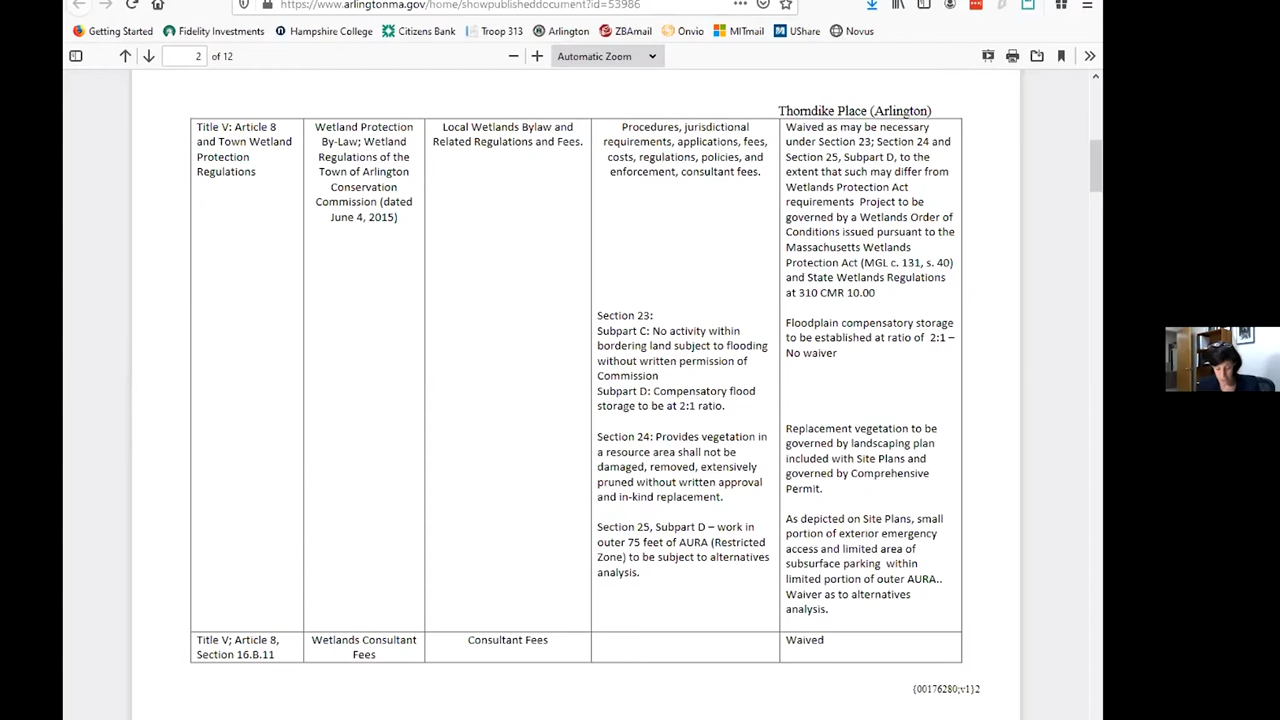 https://www.arlingtonma.gov/home/showpublisheddocument?id=53986
Getting Started Fidelity Investments Hampshire College Citizens Bank Troop 313 Arlington ZBAmail Onvio MITmail UShare Novus
2 of 12 Automatic Zoom
Thorndike Place (Arlington)
Title V: Article 8
and Town Wetland
Protection
Regulations
Wetland Protection
By-Law; Wetland
Regulations of the
Town of Arlington
Conservation
Commission (dated
June 4, 2015)
Local Wetlands Bylaw and
Related Regulations and Fees.
Procedures, jurisdictional
requirements, applications, fees,
costs, regulations, policies, and
enforcement, consultant fees.
Section 23:
Subpart C: No activity within
bordering land subject to flooding
without written permission of
Commission
Subpart D: Compensatory flood
storage to be at 2:1 ratio.
Section 24: Provides vegetation in
a resource area shall not be
damaged, removed, extensively
pruned without written approval
and in-kind replacement.
Section 25, Subpart D – work in
outer 75 feet of AURA (Restricted
Zone) to be subject to alternatives
analysis.
Waived as may be necessary
under Section 23; Section 24 and
Section 25, Subpart D, to the
extent that such may differ from
Wetlands Protection Act
requirements Project to be
governed by a Wetlands Order of
Conditions issued pursuant to the
Massachusetts Wetlands
Protection Act (MGL c. 131, s. 40)
and State Wetlands Regulations
at 310 CMR 10.00
Floodplain compensatory storage
to be established at ratio of 2:1 –
No waiver
Replacement vegetation to be
governed by landscaping plan
included with Site Plans and
governed by Comprehensive
Permit.
As depicted on Site Plans, small
portion of exterior emergency
access and limited area of
subsurface parking within
limited portion of outer AURA..
Waiver as to alternatives
analysis.
Title V; Article 8,
Section 16.B.11
Wetlands Consultant
Fees
Consultant Fees
Waived
{00176280;v1}2